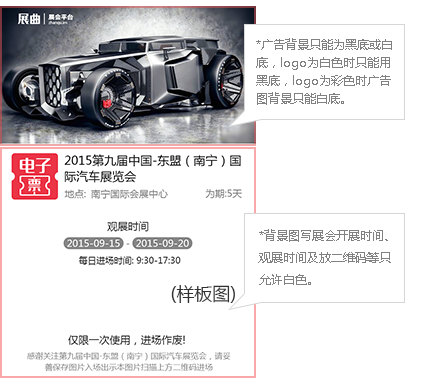 展曲 | 展会平台
zhanqu.im
*广告背景只能为黑底或白
底，logo为白色时只能用
黑底，logo为彩色时广告
图背景只能白底。
电子票
2015第九届中国-东盟（南宁）国
际汽车展览会
地点: 南宁国际会展中心 为期:5天
观展时间
2015-09-15 - 2015-09-20
每日进场时间: 9:30-17:30
*背景图写展会开展时间、
观展时间及放二维码等只
允许白色。
(样板图)
仅限一次使用，进场作废!
感谢关注第九届中国-东盟（南宁）国际汽车展览会，请妥
善保存图片入场出示本图片扫描上方二维码进场